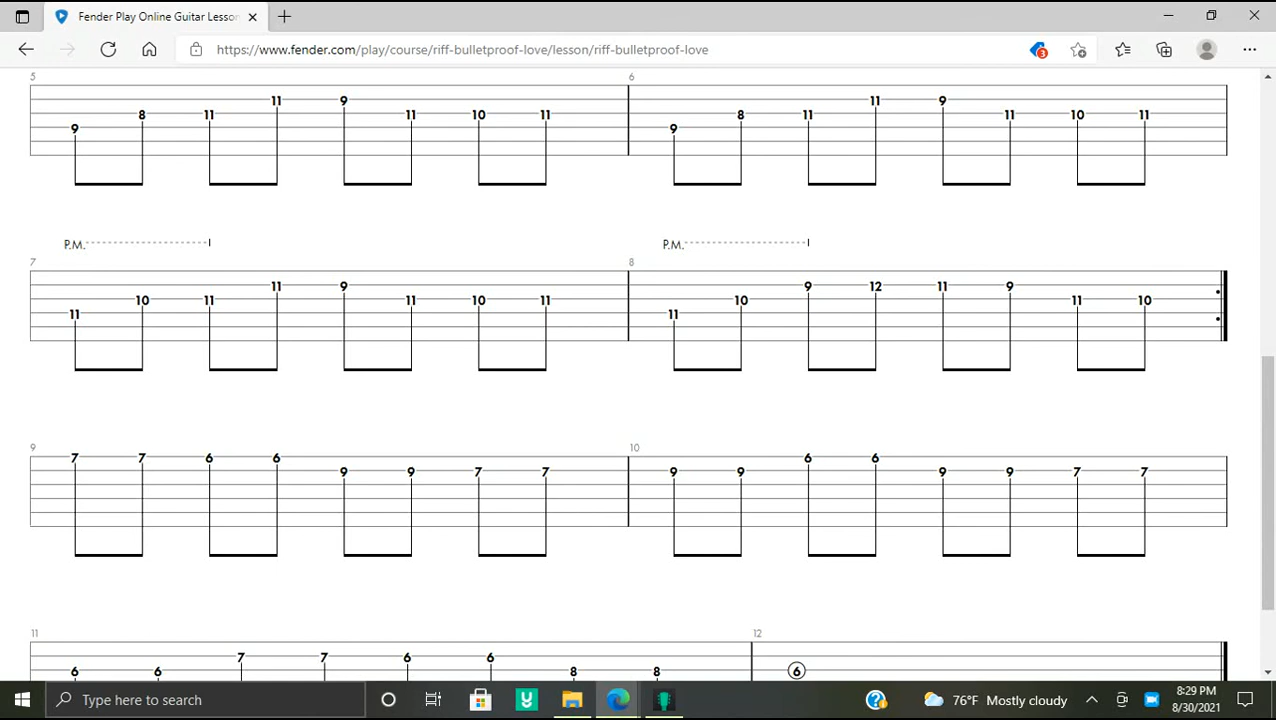 Fender Play Online Guitar Lesson
https://www.fender.com/play/course/riff-bulletproof-love/lesson/riff-bulletproof-love
3
5 6
11 9 11 9
8 11 11 10 11 8 11 11 10 11
9 9
P.M. P.M.
7 8
11 9 9 12 11 9
10 11 11 10 11 10 11 10
11 11
9 10
7 7 6 6 6 6
9 9 7 7 9 9 9 9 7 7
11 12
7 7 6 6
6 6 8 8 6
Type here to search
76°F Mostly cloudy
8:29 PM
8/30/2021